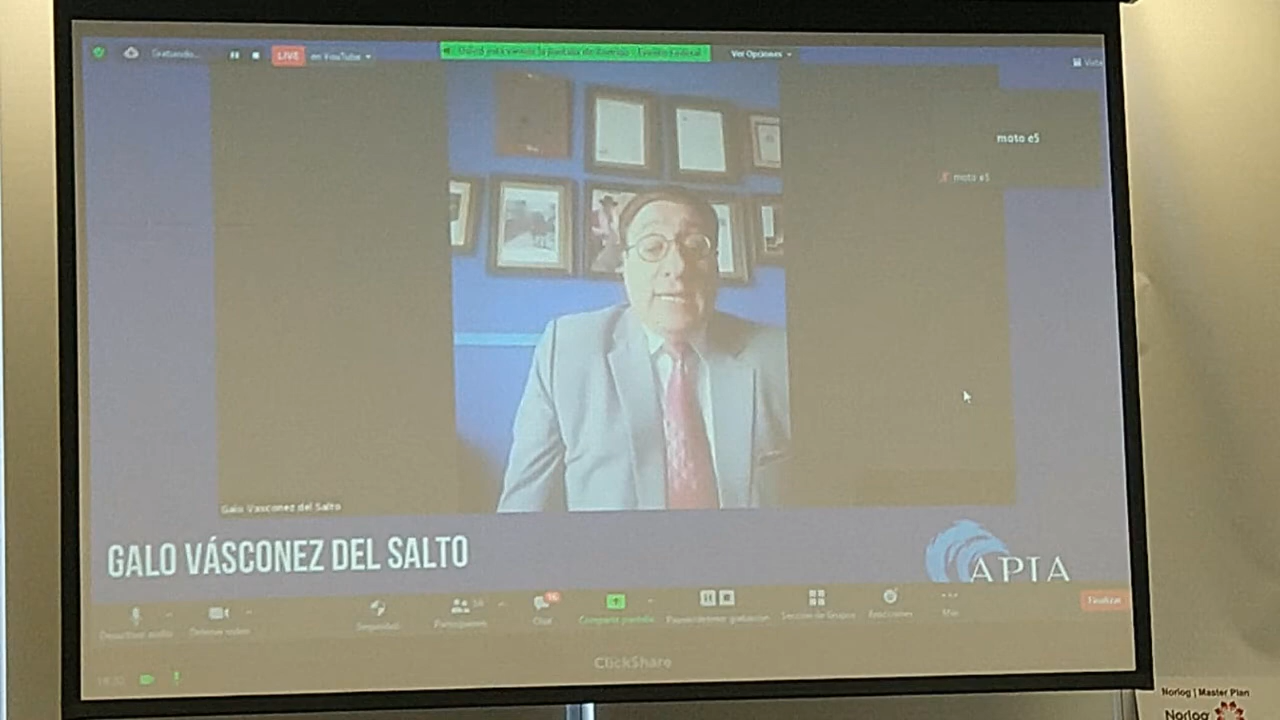 LIVE
en YouTube
Ver Opciones
Vista
moto e5
moto e5
Galo Vasconez del Salto
GALO VÁSCONEZ DEL SALTO
APIA
Participantes
Chat
Compartir pantalla
Reacciones
Más
Finalizar
ClickShare
Norlog | Master Plan
Norlog